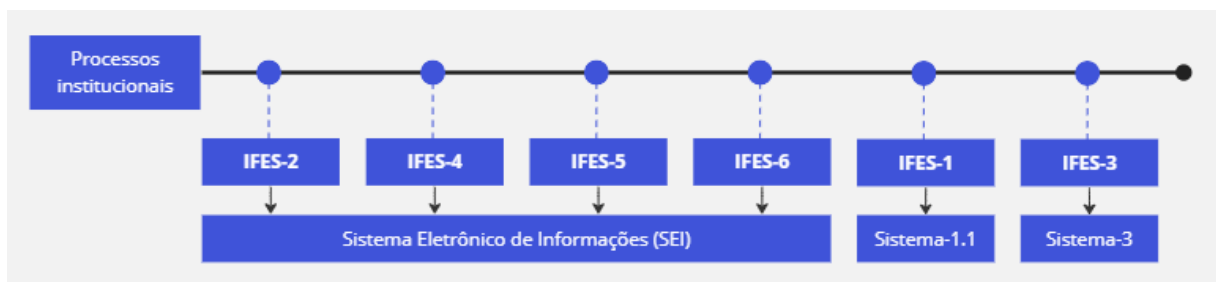 Processos
institucionais
IFES-2
IFES-4
IFES-5
IFES-6
IFES-1
IFES-3
Sistema Eletrônico de Informações (SEI)
Sistema-1.1
Sistema-3